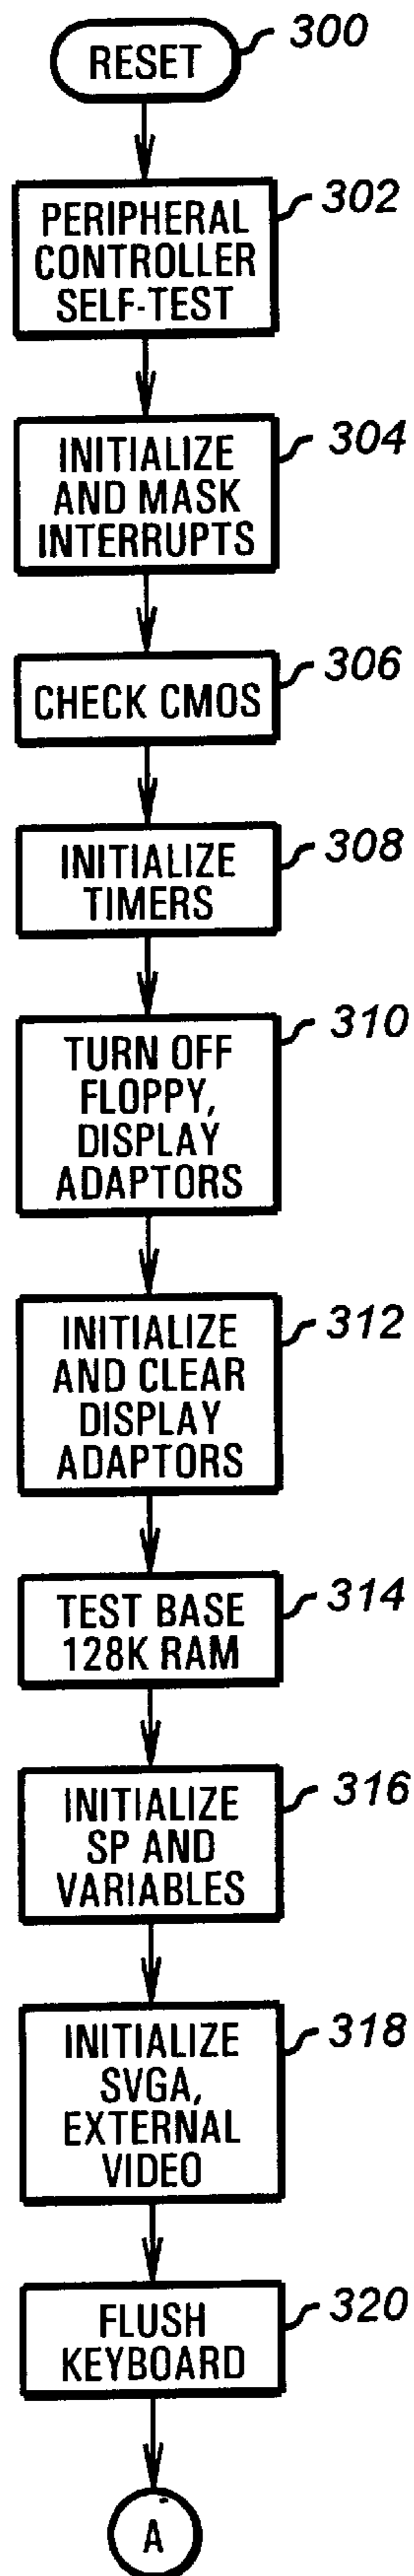 RESET
300
PERIPHERAL
CONTROLLER
SELF-TEST
302
INITIALIZE
AND MASK
INTERRUPTS
304
CHECK CMOS
306
INITIALIZE
TIMERS
308
TURN OFF
FLOPPY,
DISPLAY
ADAPTORS
310
INITIALIZE
AND CLEAR
DISPLAY
ADAPTORS
312
TEST BASE
128K RAM
314
INITIALIZE
SP AND
VARIABLES
316
INITIALIZE
SVGA,
EXTERNAL
VIDEO
318
FLUSH
KEYBOARD
320
A